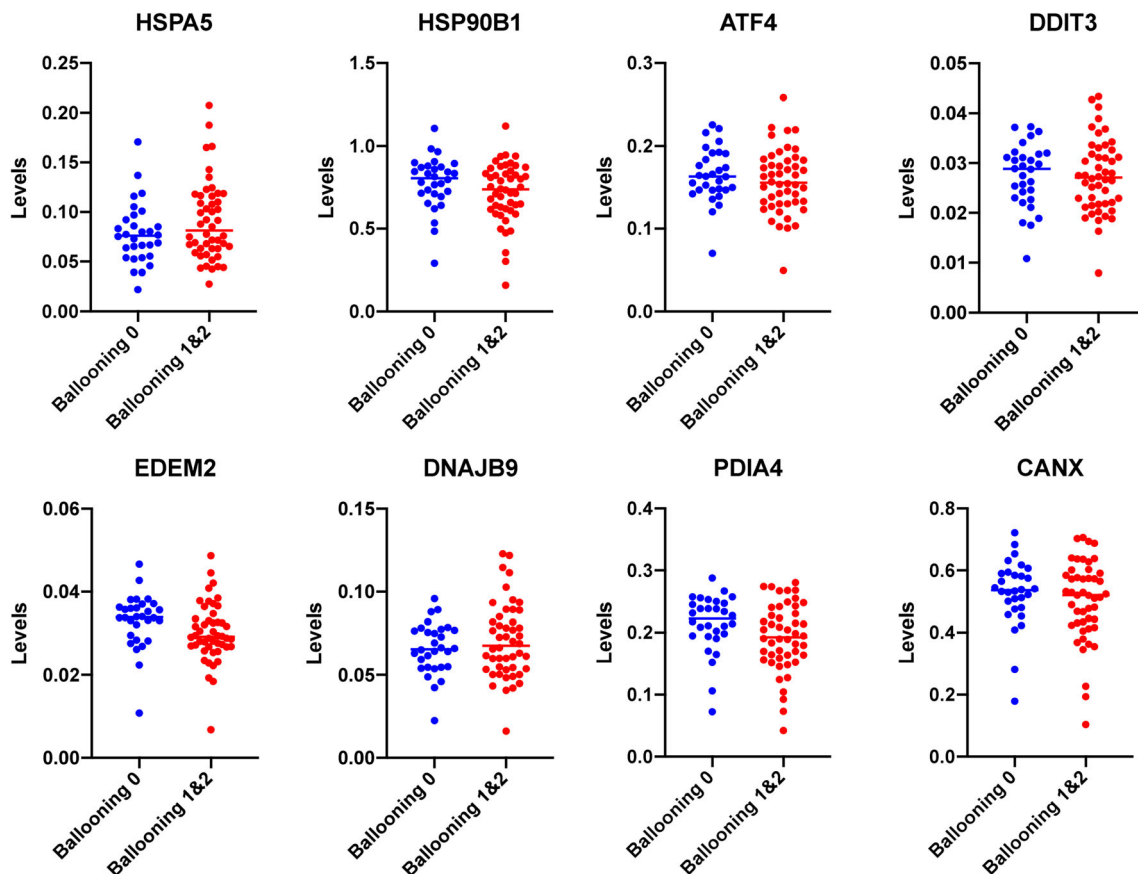 HSPA5
HSP90B1
ATF4
DDIT3
0.25
0.20
0.15
0.10
0.05
0.00
Levels
Ballooning 0
Ballooning 1&2
1.5
1.0
0.5
0.0
Levels
Ballooning 0
Ballooning 1&2
0.3
0.2
0.1
0.0
Levels
Ballooning 0
Ballooning 1&2
0.05
0.04
0.03
0.02
0.01
0.00
Levels
Ballooning 0
Ballooning 1&2
EDEM2
DNAJB9
PDIA4
CANX
0.06
0.04
0.02
0.00
Levels
Ballooning 0
Ballooning 1&2
0.15
0.10
0.05
0.00
Levels
Ballooning 0
Ballooning 1&2
0.4
0.3
0.2
0.1
0.0
Levels
Ballooning 0
Ballooning 1&2
0.8
0.6
0.4
0.2
0.0
Levels
Ballooning 0
Ballooning 1&2